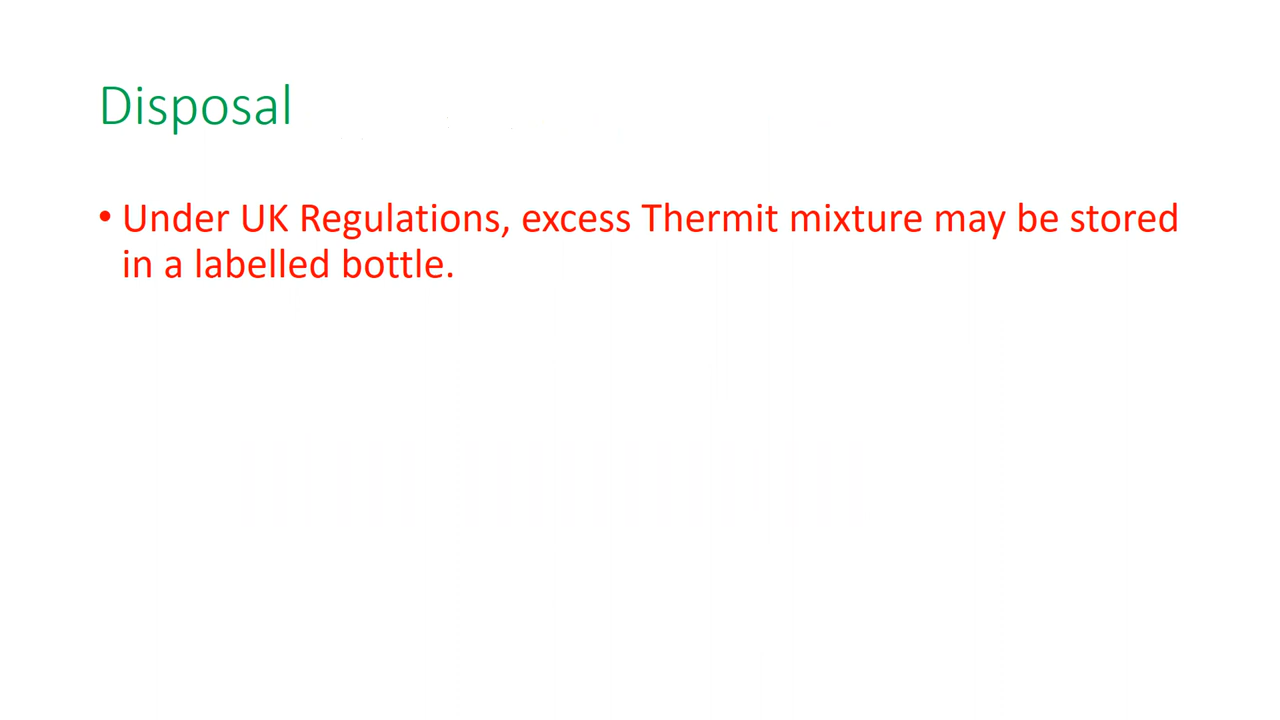 Disposal
• Under UK Regulations, excess Thermit mixture may be stored
in a labelled bottle.